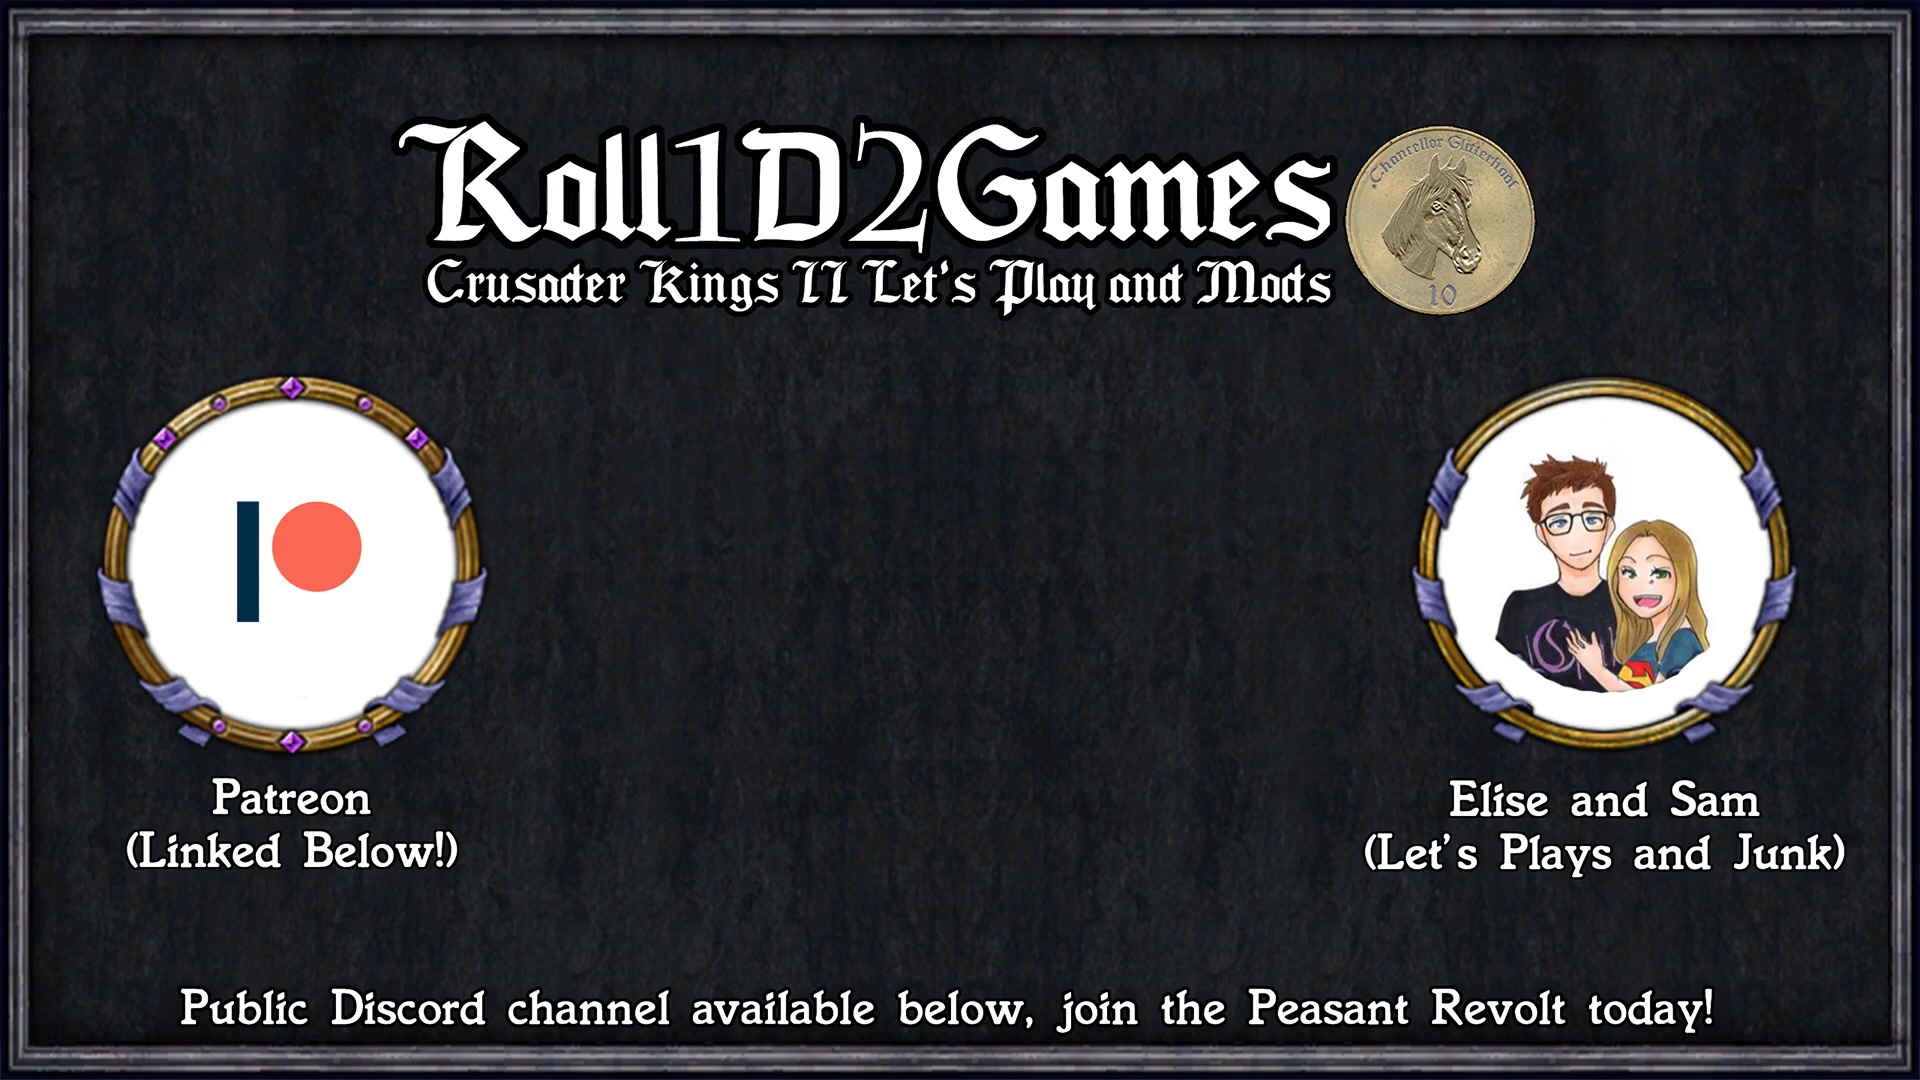 Roll1D2Games
Crusader Kings II Let's Play and Mods
Chancellor Glitterhoof
10
Patreon
(Linked Below!)
Elise and Sam
(Let's Plays and Junk)
Public Discord channel available below, join the Peasant Revolt today!